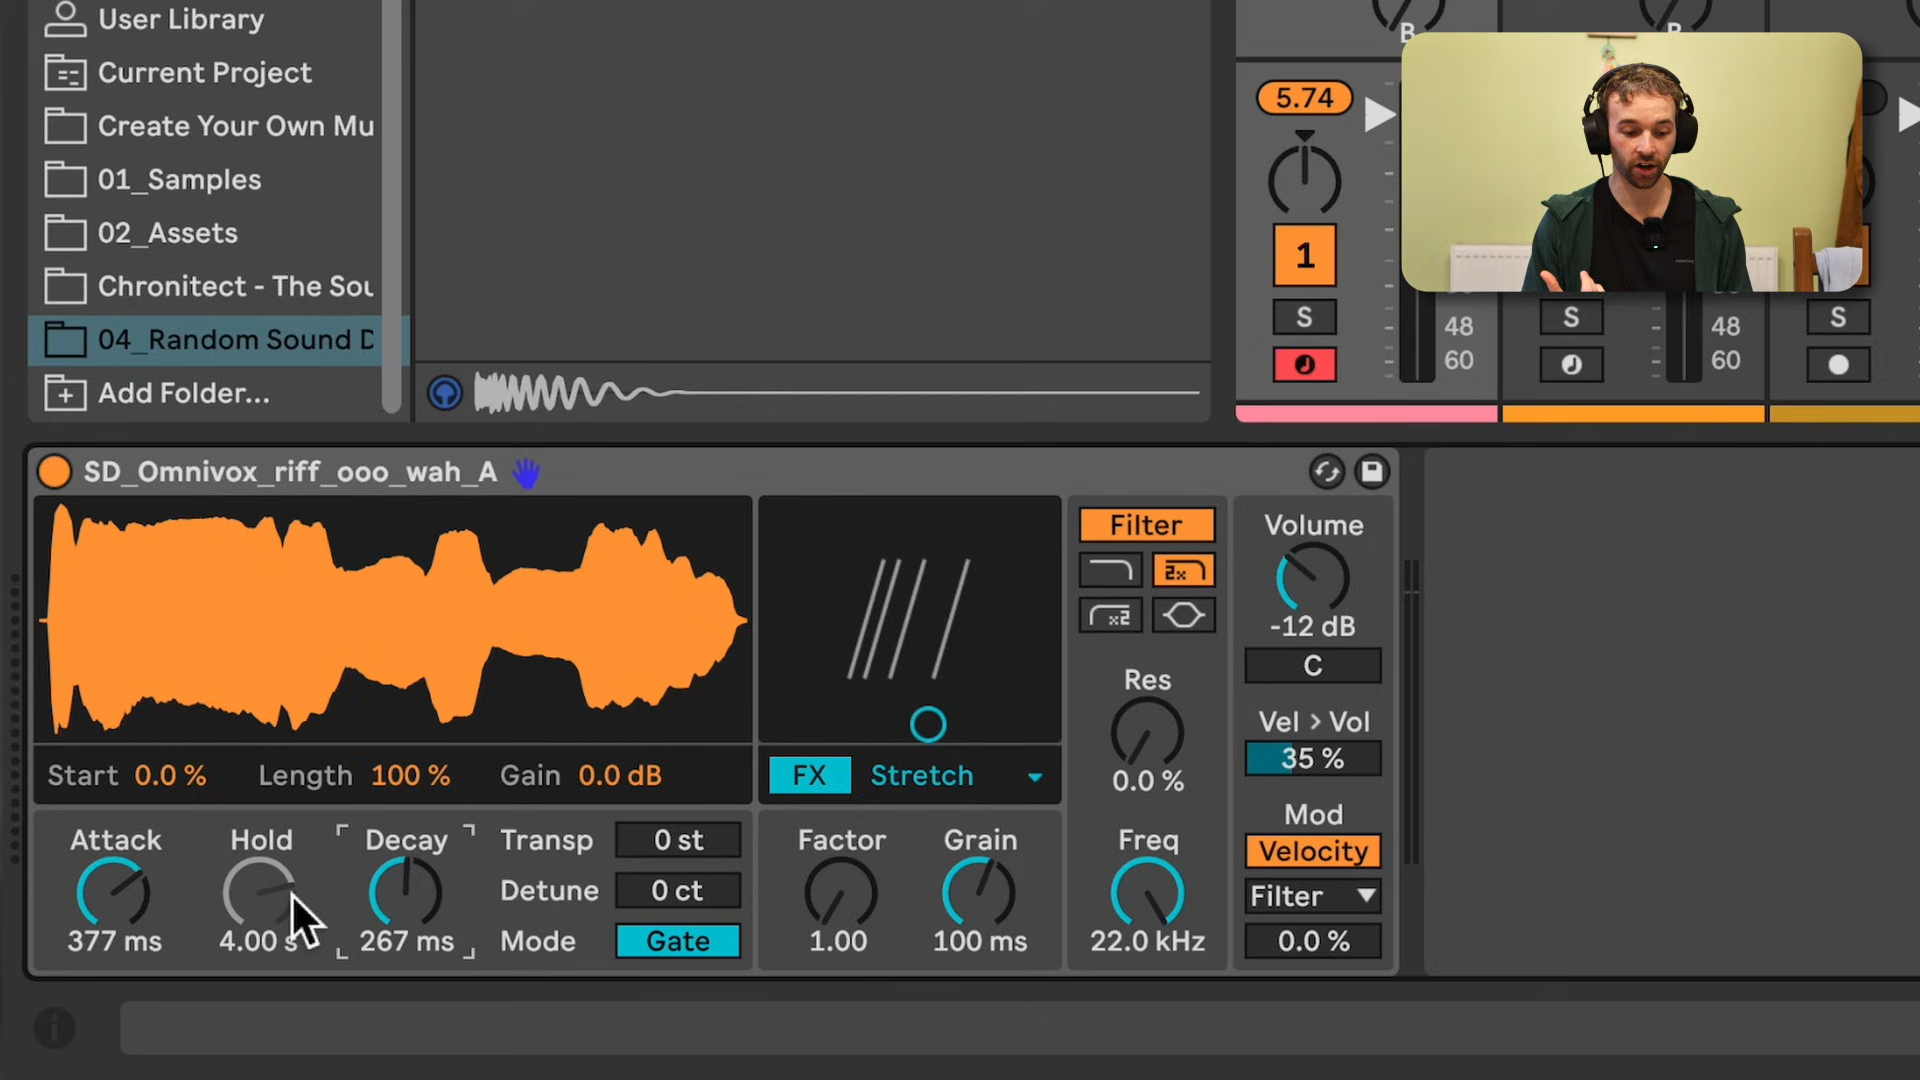 User Library
Current Project
Create Your Own Mu
01_Samples
02_Assets
Chronitect - The Sou
04_Random Sound D
Add Folder...
B
5.74
1
S
48
60
S
48
60
S
SD_Omnivox_riff_ooo_wah_A
Start 0.0 % Length 100 % Gain 0.0 dB
FX Stretch
Attack
377 ms
Hold
4.00 s
Decay
267 ms
Transp 0 st
Detune 0 ct
Mode Gate
Factor
1.00
Grain
100 ms
Filter
2x
x2
Res
0.0 %
Freq
22.0 kHz
Volume
-12 dB
C
Vel > Vol
35 %
Mod
Velocity
Filter
0.0 %